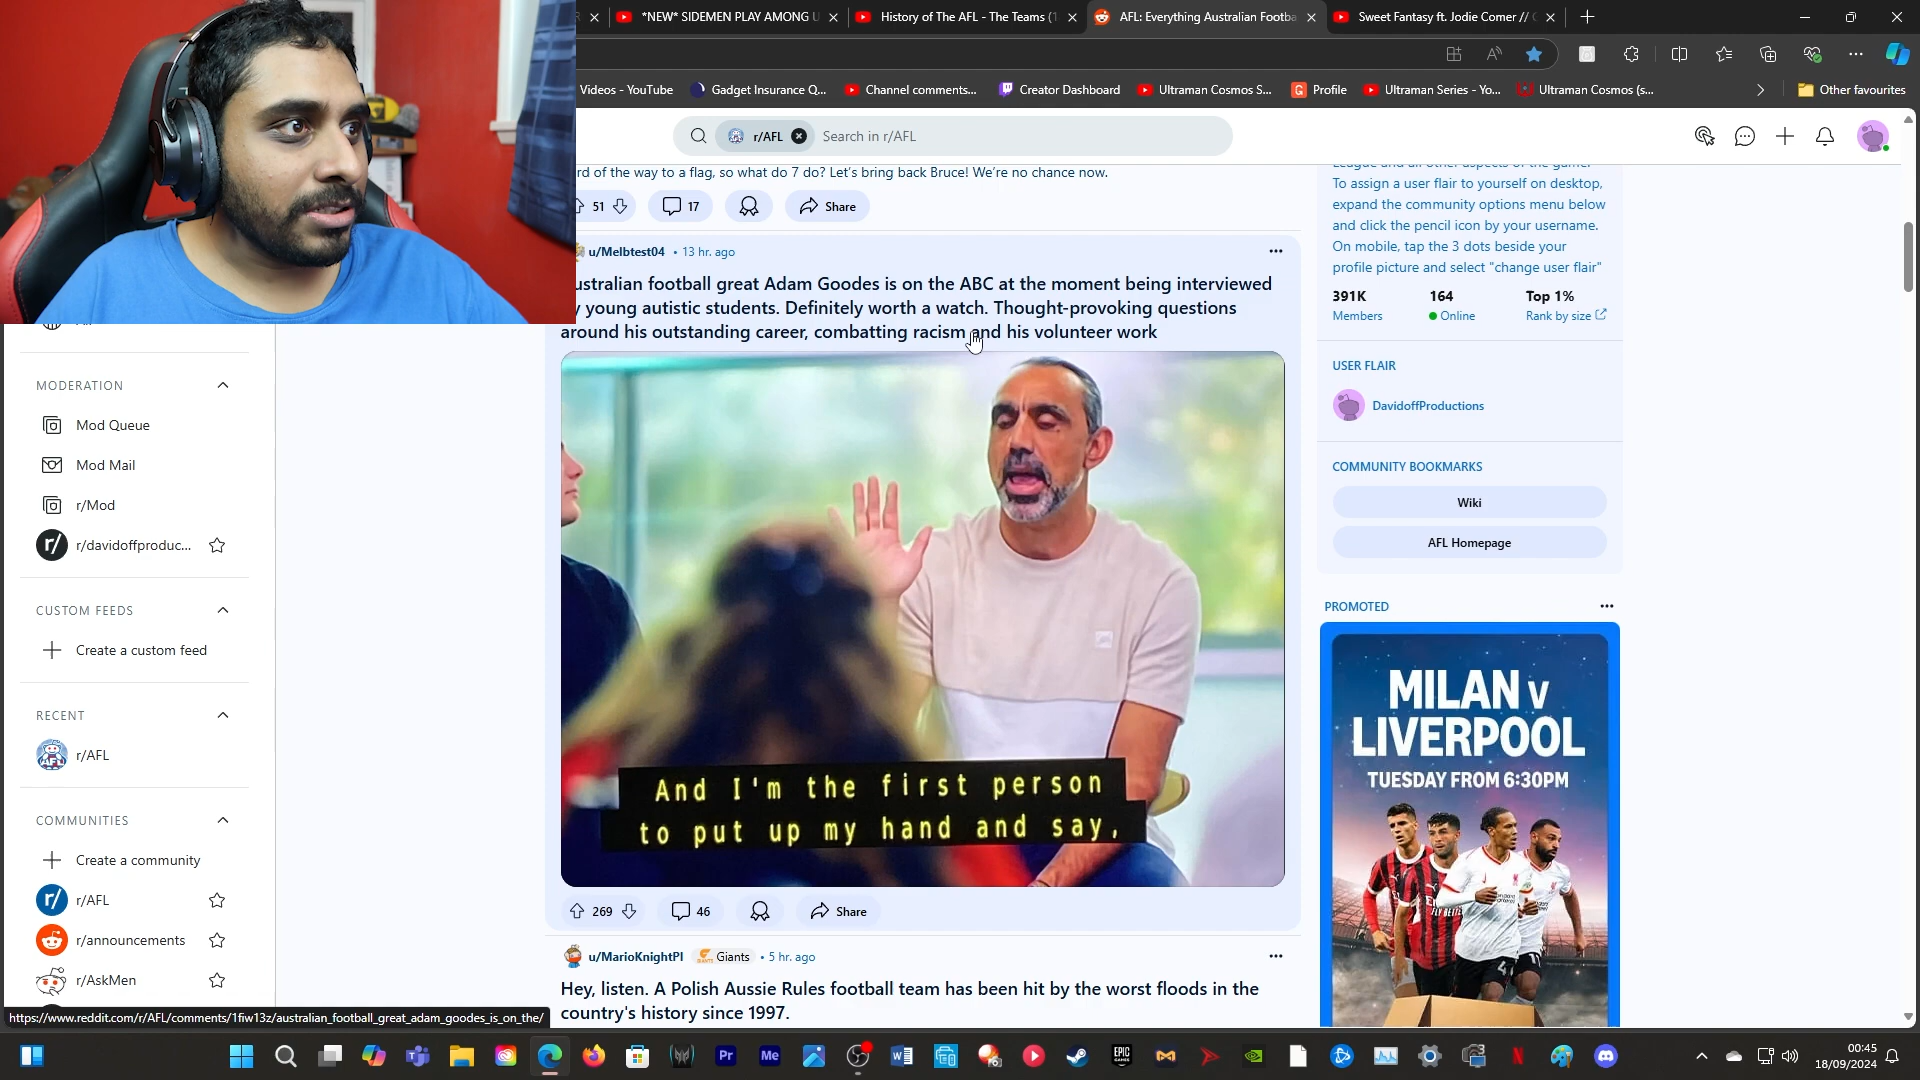 *NEW* SIDEMEN PLAY AMONG U
History of The AFL - The Teams (1
AFL: Everything Australian Footba
Sweet Fantasy ft. Jodie Comer // C
Videos - YouTube
Gadget Insurance Q...
Channel comments...
Creator Dashboard
Ultraman Cosmos S...
Profile
Ultraman Series - Yo...
Ultraman Cosmos (s...
Other favourites
r/AFL
Search in r/AFL
rd of the way to a flag, so what do 7 do? Let's bring back Bruce! We're no chance now.
51
17
Share
u/Melbtest04 • 13 hr. ago
ustralian football great Adam Goodes is on the ABC at the moment being interviewed
y young autistic students. Definitely worth a watch. Thought-provoking questions
around his outstanding career, combatting racism and his volunteer work
And I'm the first person
to put up my hand and say,
269
46
Share
u/MarioKnightPl Giants • 5 hr. ago
Hey, listen. A Polish Aussie Rules football team has been hit by the worst floods in the
country's history since 1997.
MODERATION
Mod Queue
Mod Mail
r/Mod
r/davidoffproduc...
CUSTOM FEEDS
Create a custom feed
RECENT
r/AFL
COMMUNITIES
Create a community
r/AFL
r/announcements
r/AskMen
https://www.reddit.com/r/AFL/comments/1fiw13z/australian_football_great_adam_goodes_is_on_the/
League and all other aspects of the game.
To assign a user flair to yourself on desktop,
expand the community options menu below
and click the pencil icon by your username.
On mobile, tap the 3 dots beside your
profile picture and select "change user flair"
391K
164
Top 1%
Members
Online
Rank by size
USER FLAIR
DavidoffProductions
COMMUNITY BOOKMARKS
Wiki
AFL Homepage
PROMOTED
MILAN V
LIVERPOOL
TUESDAY FROM 6:30PM
00:45
18/09/2024